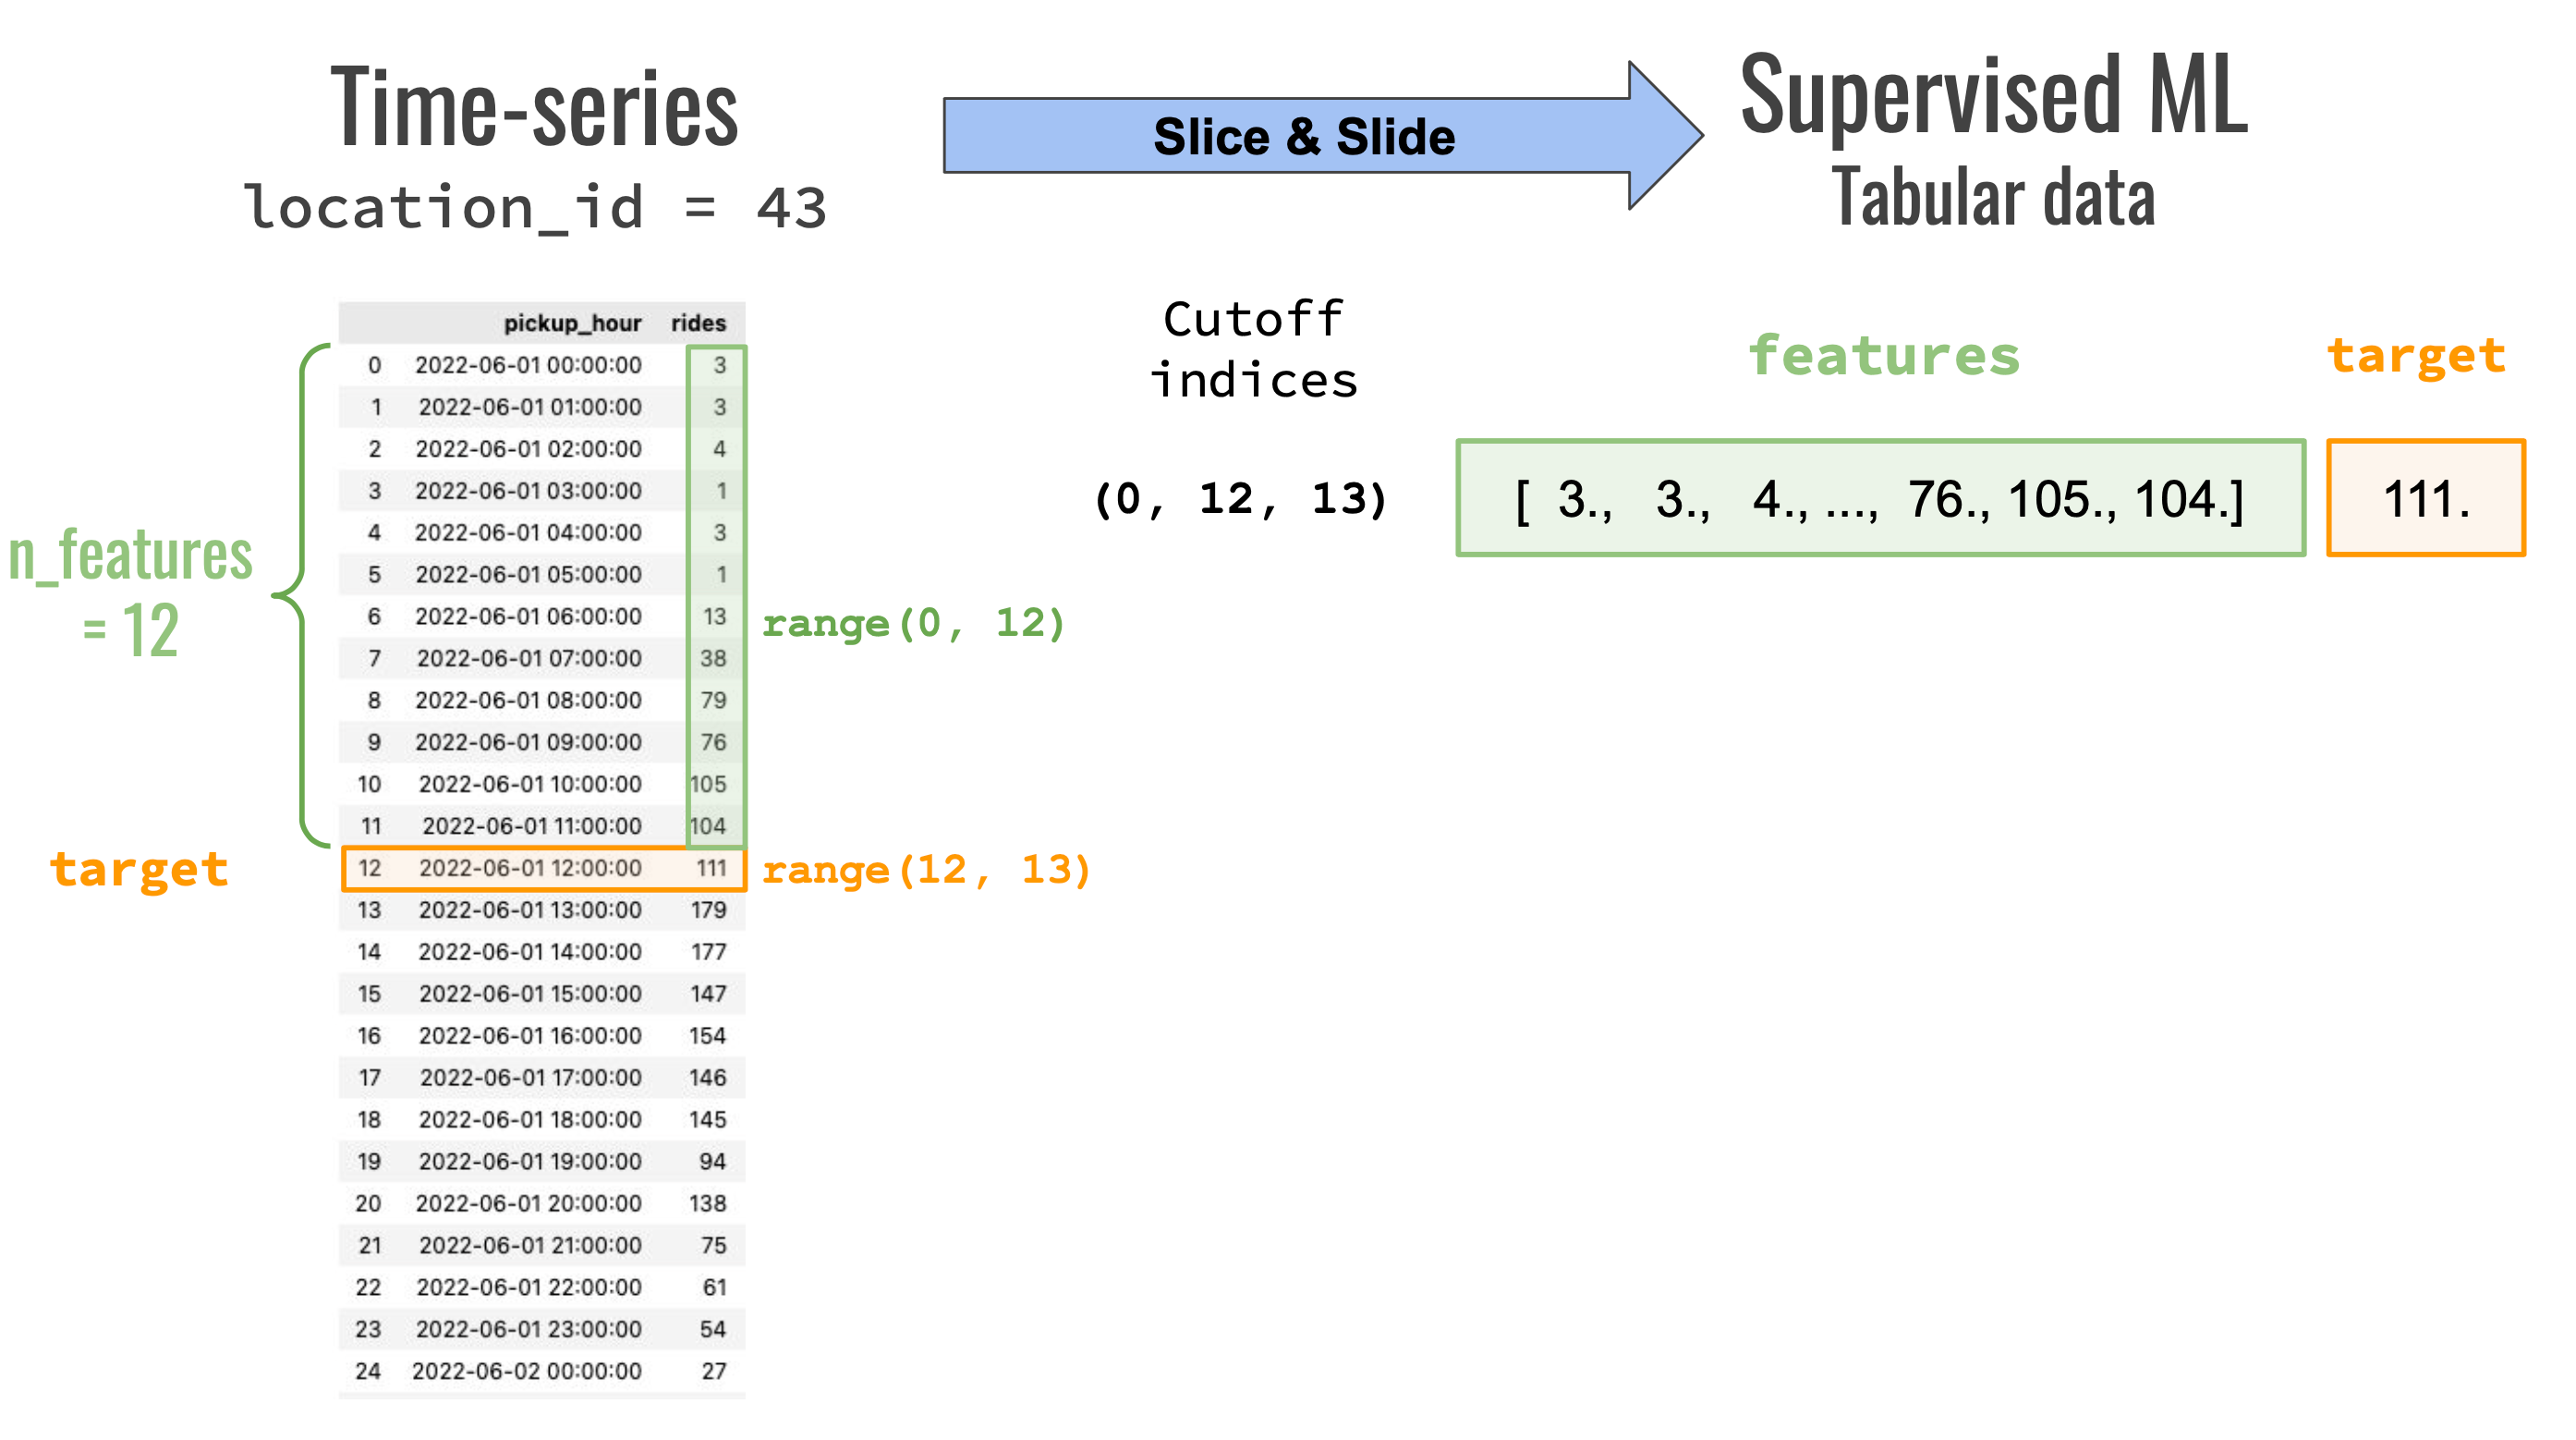 Time-series
location_id = 43
Slice & Slide
Supervised ML
Tabular data
pickup_hour rides
0 2022-06-01 00:00:00 3
1 2022-06-01 01:00:00 3
2 2022-06-01 02:00:00 4
3 2022-06-01 03:00:00 1
4 2022-06-01 04:00:00 3
5 2022-06-01 05:00:00 1
6 2022-06-01 06:00:00 13
7 2022-06-01 07:00:00 38
8 2022-06-01 08:00:00 79
9 2022-06-01 09:00:00 76
10 2022-06-01 10:00:00 105
11 2022-06-01 11:00:00 104
12 2022-06-01 12:00:00 111
13 2022-06-01 13:00:00 179
14 2022-06-01 14:00:00 177
15 2022-06-01 15:00:00 147
16 2022-06-01 16:00:00 154
17 2022-06-01 17:00:00 146
18 2022-06-01 18:00:00 145
19 2022-06-01 19:00:00 94
20 2022-06-01 20:00:00 138
21 2022-06-01 21:00:00 75
22 2022-06-01 22:00:00 61
23 2022-06-01 23:00:00 54
24 2022-06-02 00:00:00 27
n_features
= 12
target
range(0, 12)
range(12, 13)
Cutoff
indices
features
target
(0, 12, 13)
[ 3., 3., 4., ..., 76., 105., 104.]
111.